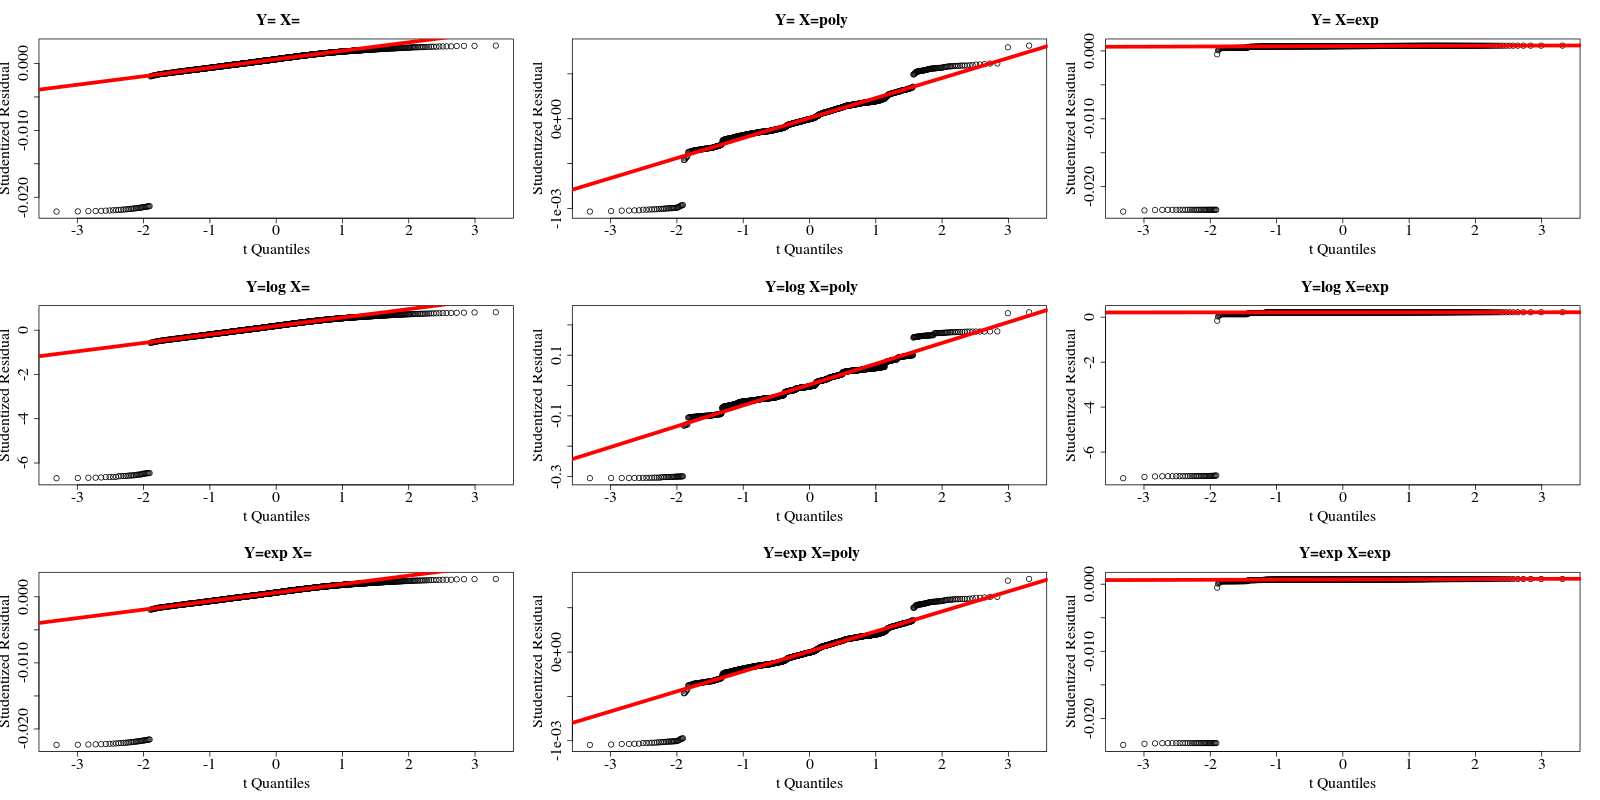 Y= X=
Studentized Residual
0.000
-0.010
-0.020
-3 -2 -1 0 1 2 3
t Quantiles
Y= X=poly
Studentized Residual
0e+00
-1e-03
-3 -2 -1 0 1 2 3
t Quantiles
Y= X=exp
Studentized Residual
0.000
-0.010
-0.020
-3 -2 -1 0 1 2 3
t Quantiles
Y=log X=
Studentized Residual
0
-2
-4
-6
-3 -2 -1 0 1 2 3
t Quantiles
Y=log X=poly
Studentized Residual
0.1
-0.1
-0.3
-3 -2 -1 0 1 2 3
t Quantiles
Y=log X=exp
Studentized Residual
0
-2
-4
-6
-3 -2 -1 0 1 2 3
t Quantiles
Y=exp X=
Studentized Residual
0.000
-0.010
-0.020
-3 -2 -1 0 1 2 3
t Quantiles
Y=exp X=poly
Studentized Residual
0e+00
-1e-03
-3 -2 -1 0 1 2 3
t Quantiles
Y=exp X=exp
Studentized Residual
0.000
-0.010
-0.020
-3 -2 -1 0 1 2 3
t Quantiles